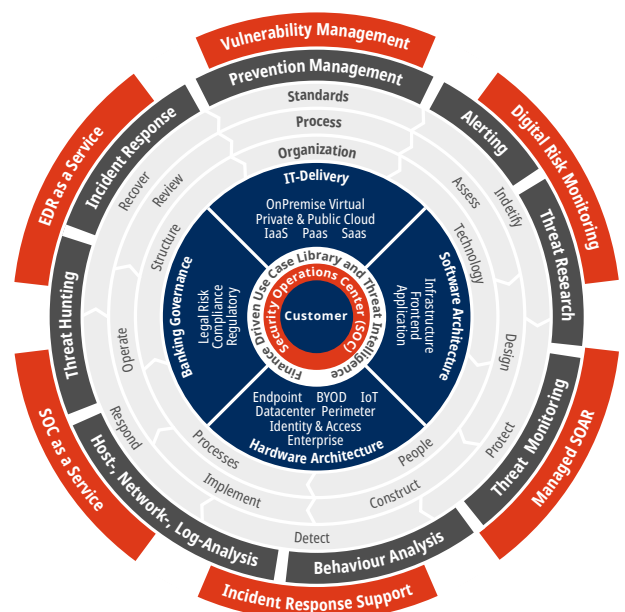 Vulnerability Management
Digital Risk Monitoring
Managed SOAR
Incident Response Support
SOC as a Service
EDR as a Service
Prevention Management
Alerting
Threat Research
Threat Monitoring
Behaviour Analysis
Host-, Network-, Log-Analysis
Threat Hunting
Incident Response
Standards
Indetify
Protect
Detect
Respond
Recover
Process
Assess
Design
Construct
Implement
Operate
Review
Organization
Technology
People
Processes
Structure
IT-Delivery
OnPremise Virtual
Private & Public Cloud
IaaS Paas Saas
Software Architecture
Infrastructure
Frontend
Application
Endpoint BYOD IoT
Datacenter Perimeter
Identity & Access
Enterprise
Hardware Architecture
Banking Governance
Legal Risk
Compliance
Regulatory
Finance Driven Use Case Library and Threat Intelligence
Security Operations Center (SOC)
Customer